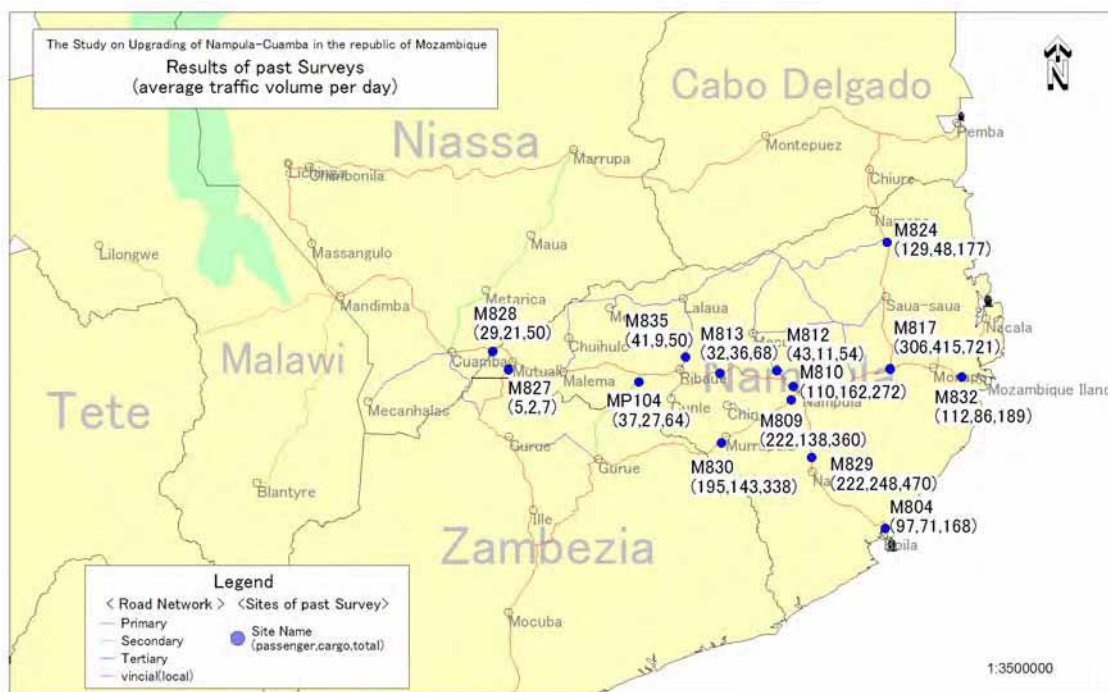 The Study on Upgrading of Nampula-Cuamba in the republic of Mozambique
Results of past Surveys
(average traffic volume per day)
N
Cabo Delgado
Niassa
Pemba
Montepuez
Marrupa
Lichinga
Chimbonila
Chiure
Maua
Massangulo
Lilongwe
M824
(129,48,177)
Metarica
Mandimba
Lalaua
Saua-saua
Nacala
M828
(29,21,50)
M835
(41,9,50)
M813
(32,36,68)
M812
(43,11,54)
M817
(306,415,721)
Chuihulo
Malawi
Cuamba
Mutuali
Malema
Ribaue
Nampula
M810
(110,162,272)
Mozambique Iland
M827
(5,2,7)
MP104
(37,27,64)
M832
(112,86,189)
Tete
Mecanhalas
Nampula
M809
(222,138,360)
Gurue
Murrupula
Gurue
M830
(195,143,338)
M829
(222,248,470)
Blantyre
Ille
M804
(97,71,168)
Zambezia
Mocuba
Legend
< Road Network >
<Sites of past Survey>
Primary
Secondary
Tertiary
vincial(local)
Site Name
(passenger,cargo,total)
1:3500000